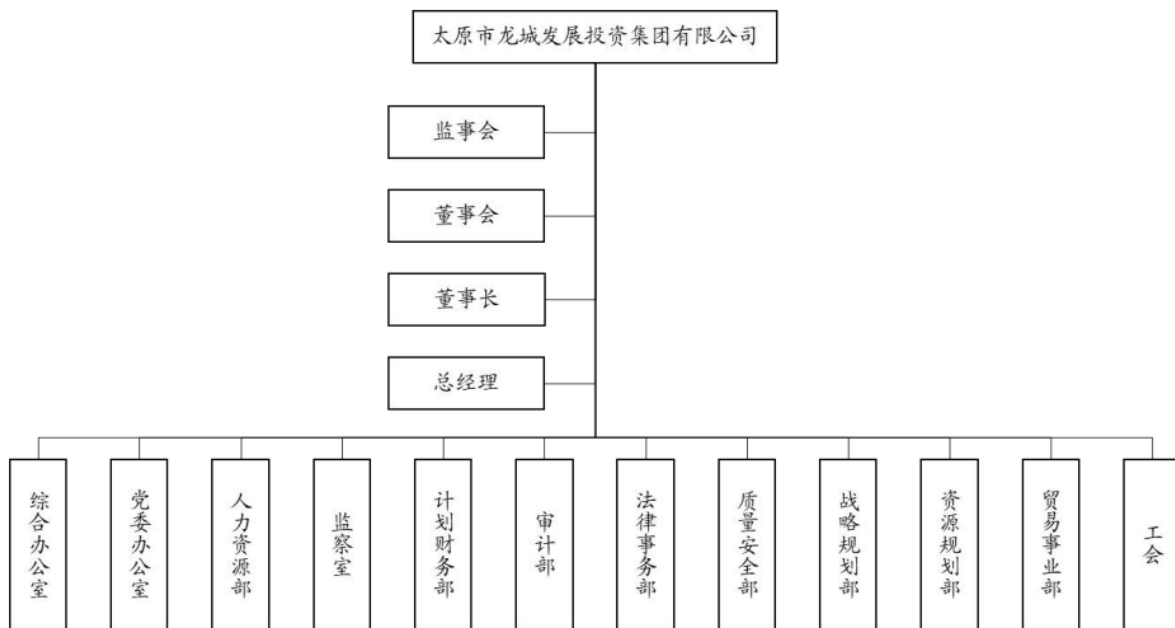 太原市龙城发展投资集团有限公司
监事会
董事会
董事长
总经理
综合办公室
党委办公室
人力资源部
监察室
计划财务部
审计部
法律事务部
质量安全部
战略规划部
资源规划部
贸易事业部
工会